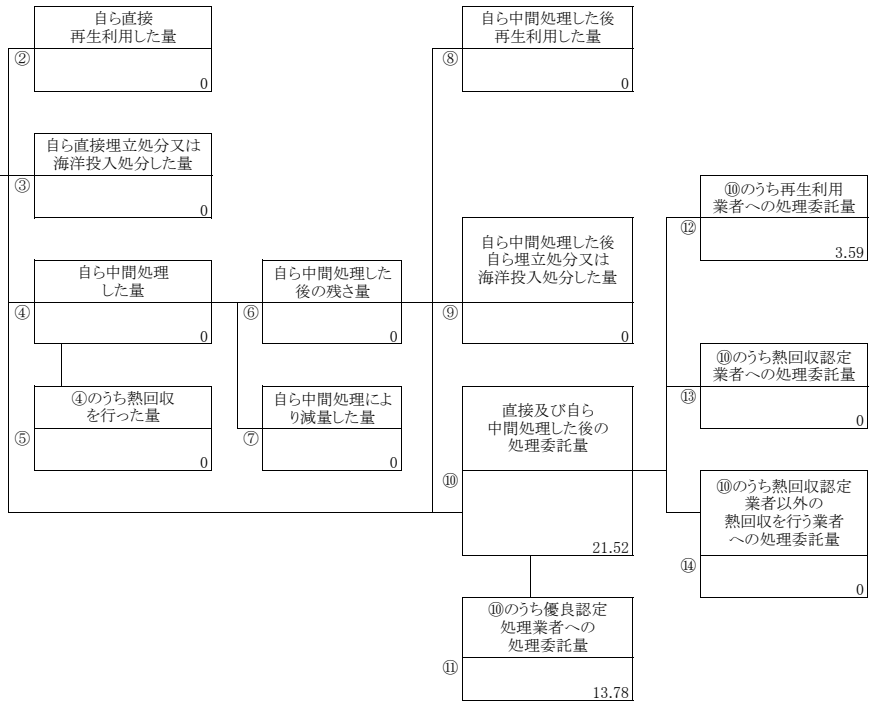 自ら直接
再生利用した量
②
0
自ら直接埋立処分又は
海洋投入処分した量
③
0
自ら中間処理
した量
④
0
④のうち熱回収
を行った量
⑤
0
自ら中間処理した
後の残さ量
⑥
0
自ら中間処理によ
り減量した量
⑦
0
自ら中間処理した後
再生利用した量
⑧
0
自ら中間処理した後
自ら埋立処分又は
海洋投入処分した量
⑨
0
直接及び自ら
中間処理した後の
処理委託量
⑩
21.52
⑩のうち優良認定
処理業者への
処理委託量
⑪
13.78
⑩のうち再生利用
業者への処理委託量
⑫
3.59
⑩のうち熱回収認定
業者への処理委託量
⑬
0
⑩のうち熱回収認定
業者以外の
熱回収を行う業者
への処理委託量
⑭
0